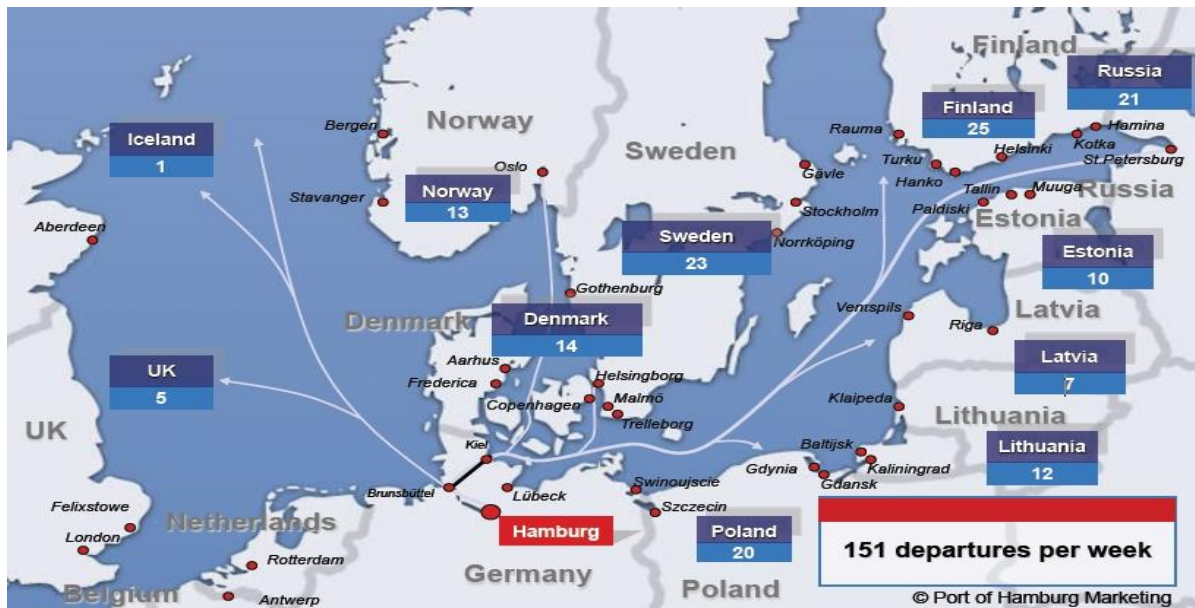 Finland
Russia
21
Finland
25
Iceland
1
Bergen
Norway
Rauma
Hamina
Kotka
Helsinki
St.Petersburg
Sweden
Oslo
Gävle
Turku
Hanko
Norway
13
Stavanger
Tallin
Muuga
Russia
Paldiski
Stockholm
Estonia
Aberdeen
Sweden
23
Norrköping
Estonia
10
Gothenburg
Ventspils
Latvia
Denmark
Denmark
14
Riga
UK
5
Aarhus
Frederica
Helsingborg
Latvia
7
Copenhagen
Malmö
Klaipeda
Trelleborg
Lithuania
UK
Kiel
Baltijsk
Lithuania
12
Gdynia
Kaliningrad
Gdansk
Brunsbüttel
Lübeck
Swinoujscie
Felixstowe
Szczecin
Netherlands
Hamburg
Poland
20
London
151 departures per week
Rotterdam
Germany
Belgium
Antwerp
Poland
© Port of Hamburg Marketing